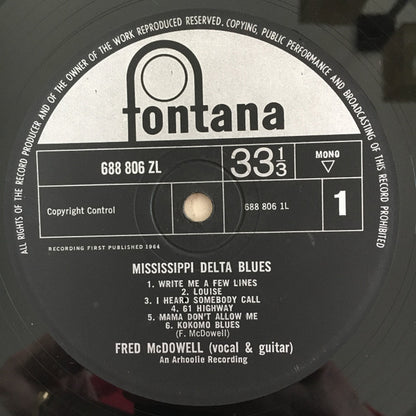 ALL RIGHTS OF THE RECORD PRODUCER AND OF THE OWNER OF THE WORK REPRODUCED RESERVED. COPYING, PUBLIC PERFORMANCE AND BROADCASTING OF THIS RECORD PROHIBITED
fontana
688 806 ZL
33 1/3
MONO
Copyright Control
688 806 1L
1
RECORDING FIRST PUBLISHED 1964
MISSISSIPPI DELTA BLUES
1. WRITE ME A FEW LINES
2. LOUISE
3. I HEARD SOMEBODY CALL
4. 61 HIGHWAY
5. MAMA DON'T ALLOW ME
6. KOKOMO BLUES
(F. McDowell)
FRED McDOWELL (vocal & guitar)
An Arhoolie Recording